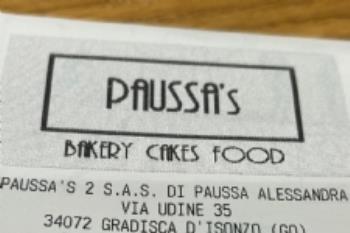 PAUSSA'S
BAKERY CAKES FOOD
PAUSSA'S 2 S.A.S. DI PAUSSA ALESSANDRA
VIA UDINE 35
34072 GRADISCA D'ISONZO (GO)